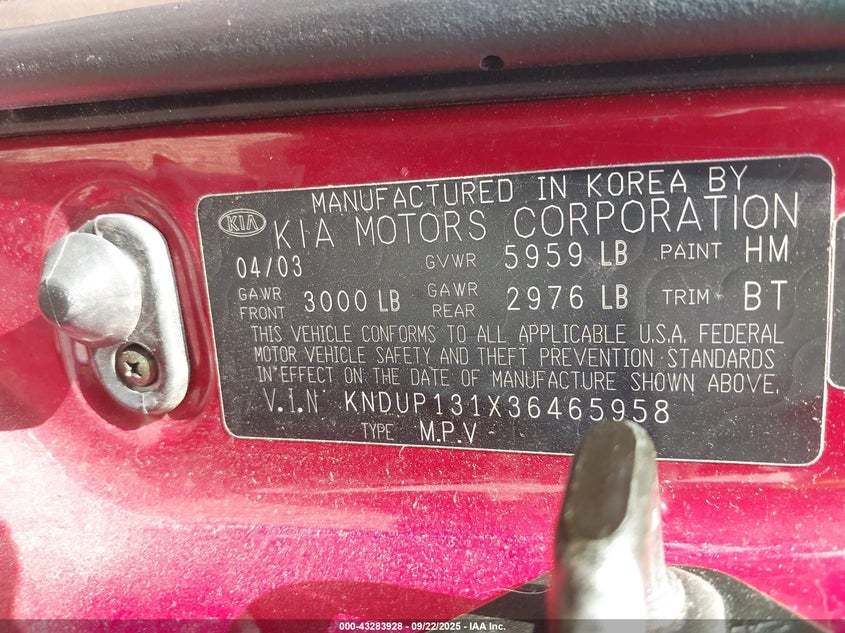 MANUFACTURED IN KOREA BY
KIA KIA MOTORS CORPORATION
04/03 GVWR 5959 LB PAINT HM
GAWR FRONT 3000 LB GAWR REAR 2976 LB TRIM BT
THIS VEHICLE CONFORMS TO ALL APPLICABLE U.S.A. FEDERAL
MOTOR VEHICLE SAFETY AND THEFT PREVENTION STANDARDS
IN EFFECT ON THE DATE OF MANUFACTURE SHOWN ABOVE.
V.I.N KNDUP131X36465958
TYPE M.P.V
000-43283928 - 09/22/2025 - IAA Inc.